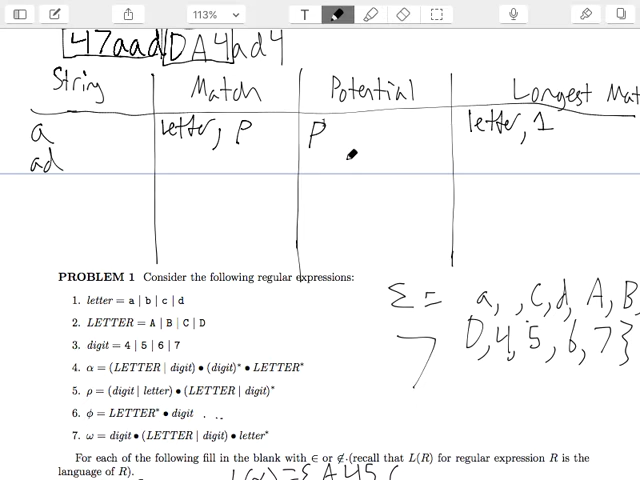 113%
T
47aadDA4ad4
String Match Potential Longest Mat
a letter, ρ ρ letter, 1
ad
PROBLEM 1 Consider the following regular expressions:
1. letter = a | b | c | d
2. LETTER = A | B | C | D
3. digit = 4 | 5 | 6 | 7
4. α = (LETTER | digit) • (digit)* • LETTER*
5. ρ = (digit | letter) • (LETTER | digit)*
6. ϕ = LETTER* • digit
7. ω = digit • (LETTER | digit) • letter*
Σ = a, , C, d, A, B,
D, 4, 5, 6, 7}
For each of the following fill in the blank with ∈ or ∉ (recall that L(R) for regular expression R is the
language of R).